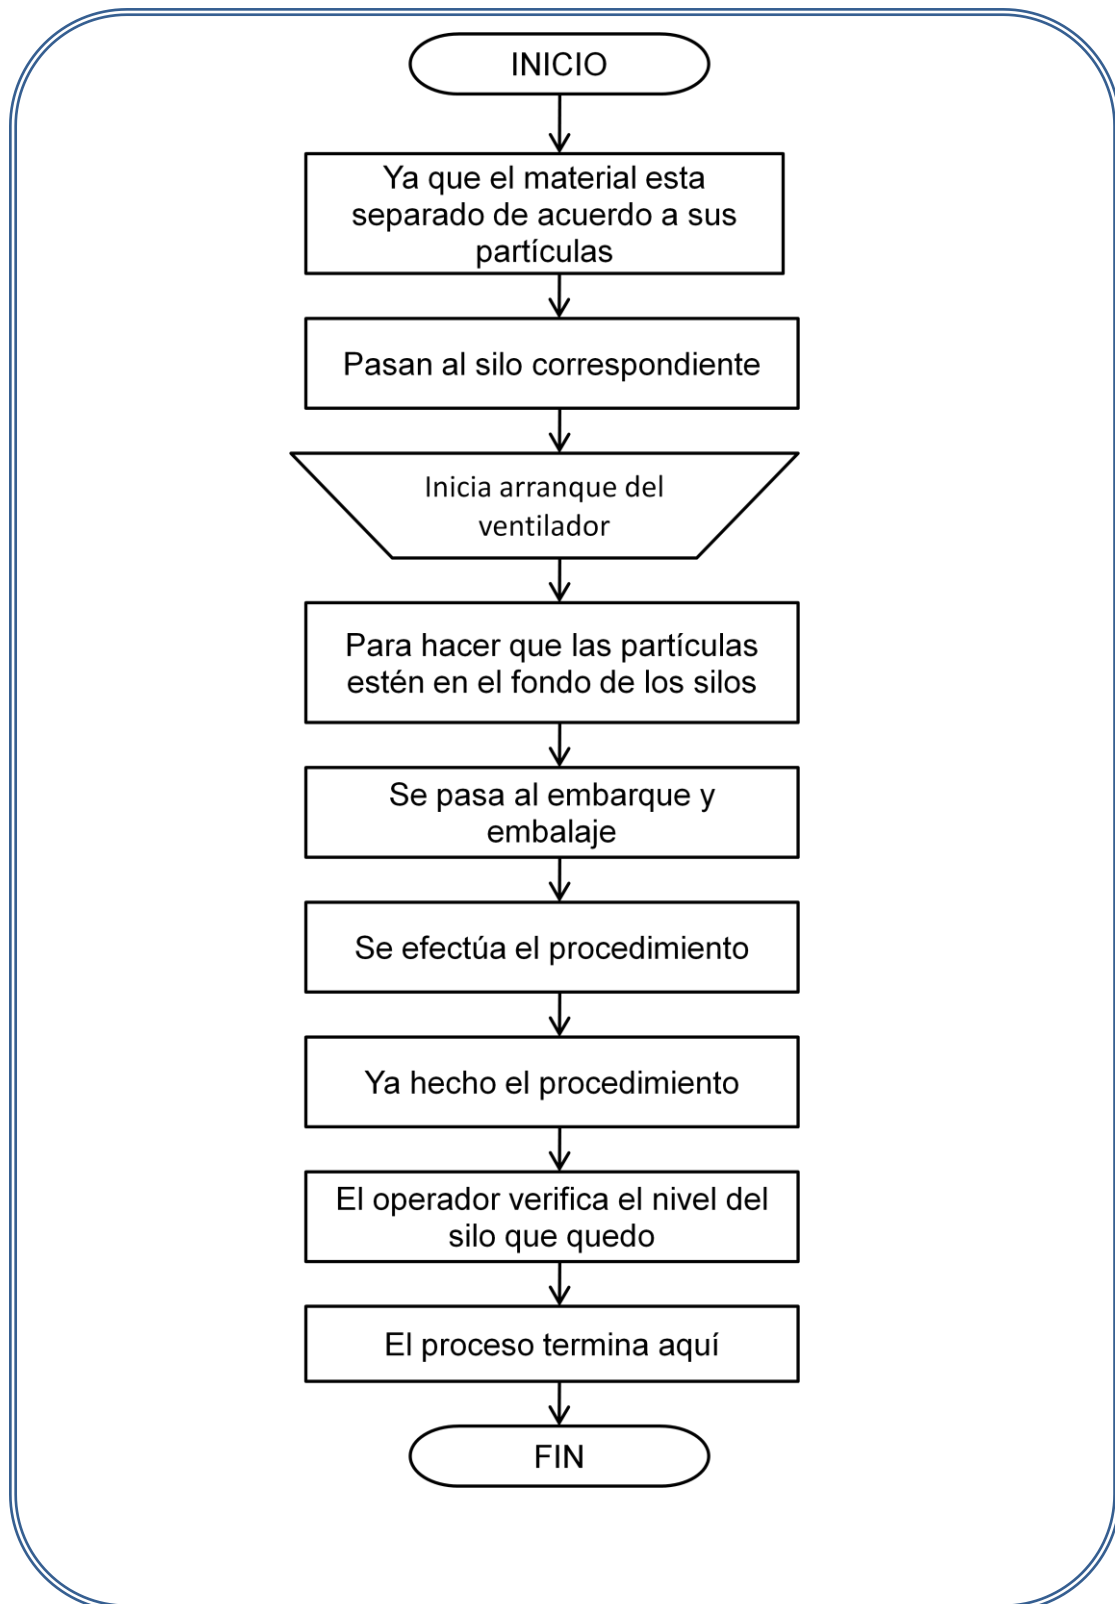 INICIO
Ya que el material esta
separado de acuerdo a sus
partículas
Pasan al silo correspondiente
Inicia arranque del
ventilador
Para hacer que las partículas
estén en el fondo de los silos
Se pasa al embarque y
embalaje
Se efectúa el procedimiento
Ya hecho el procedimiento
El operador verifica el nivel del
silo que quedo
El proceso termina aquí
FIN